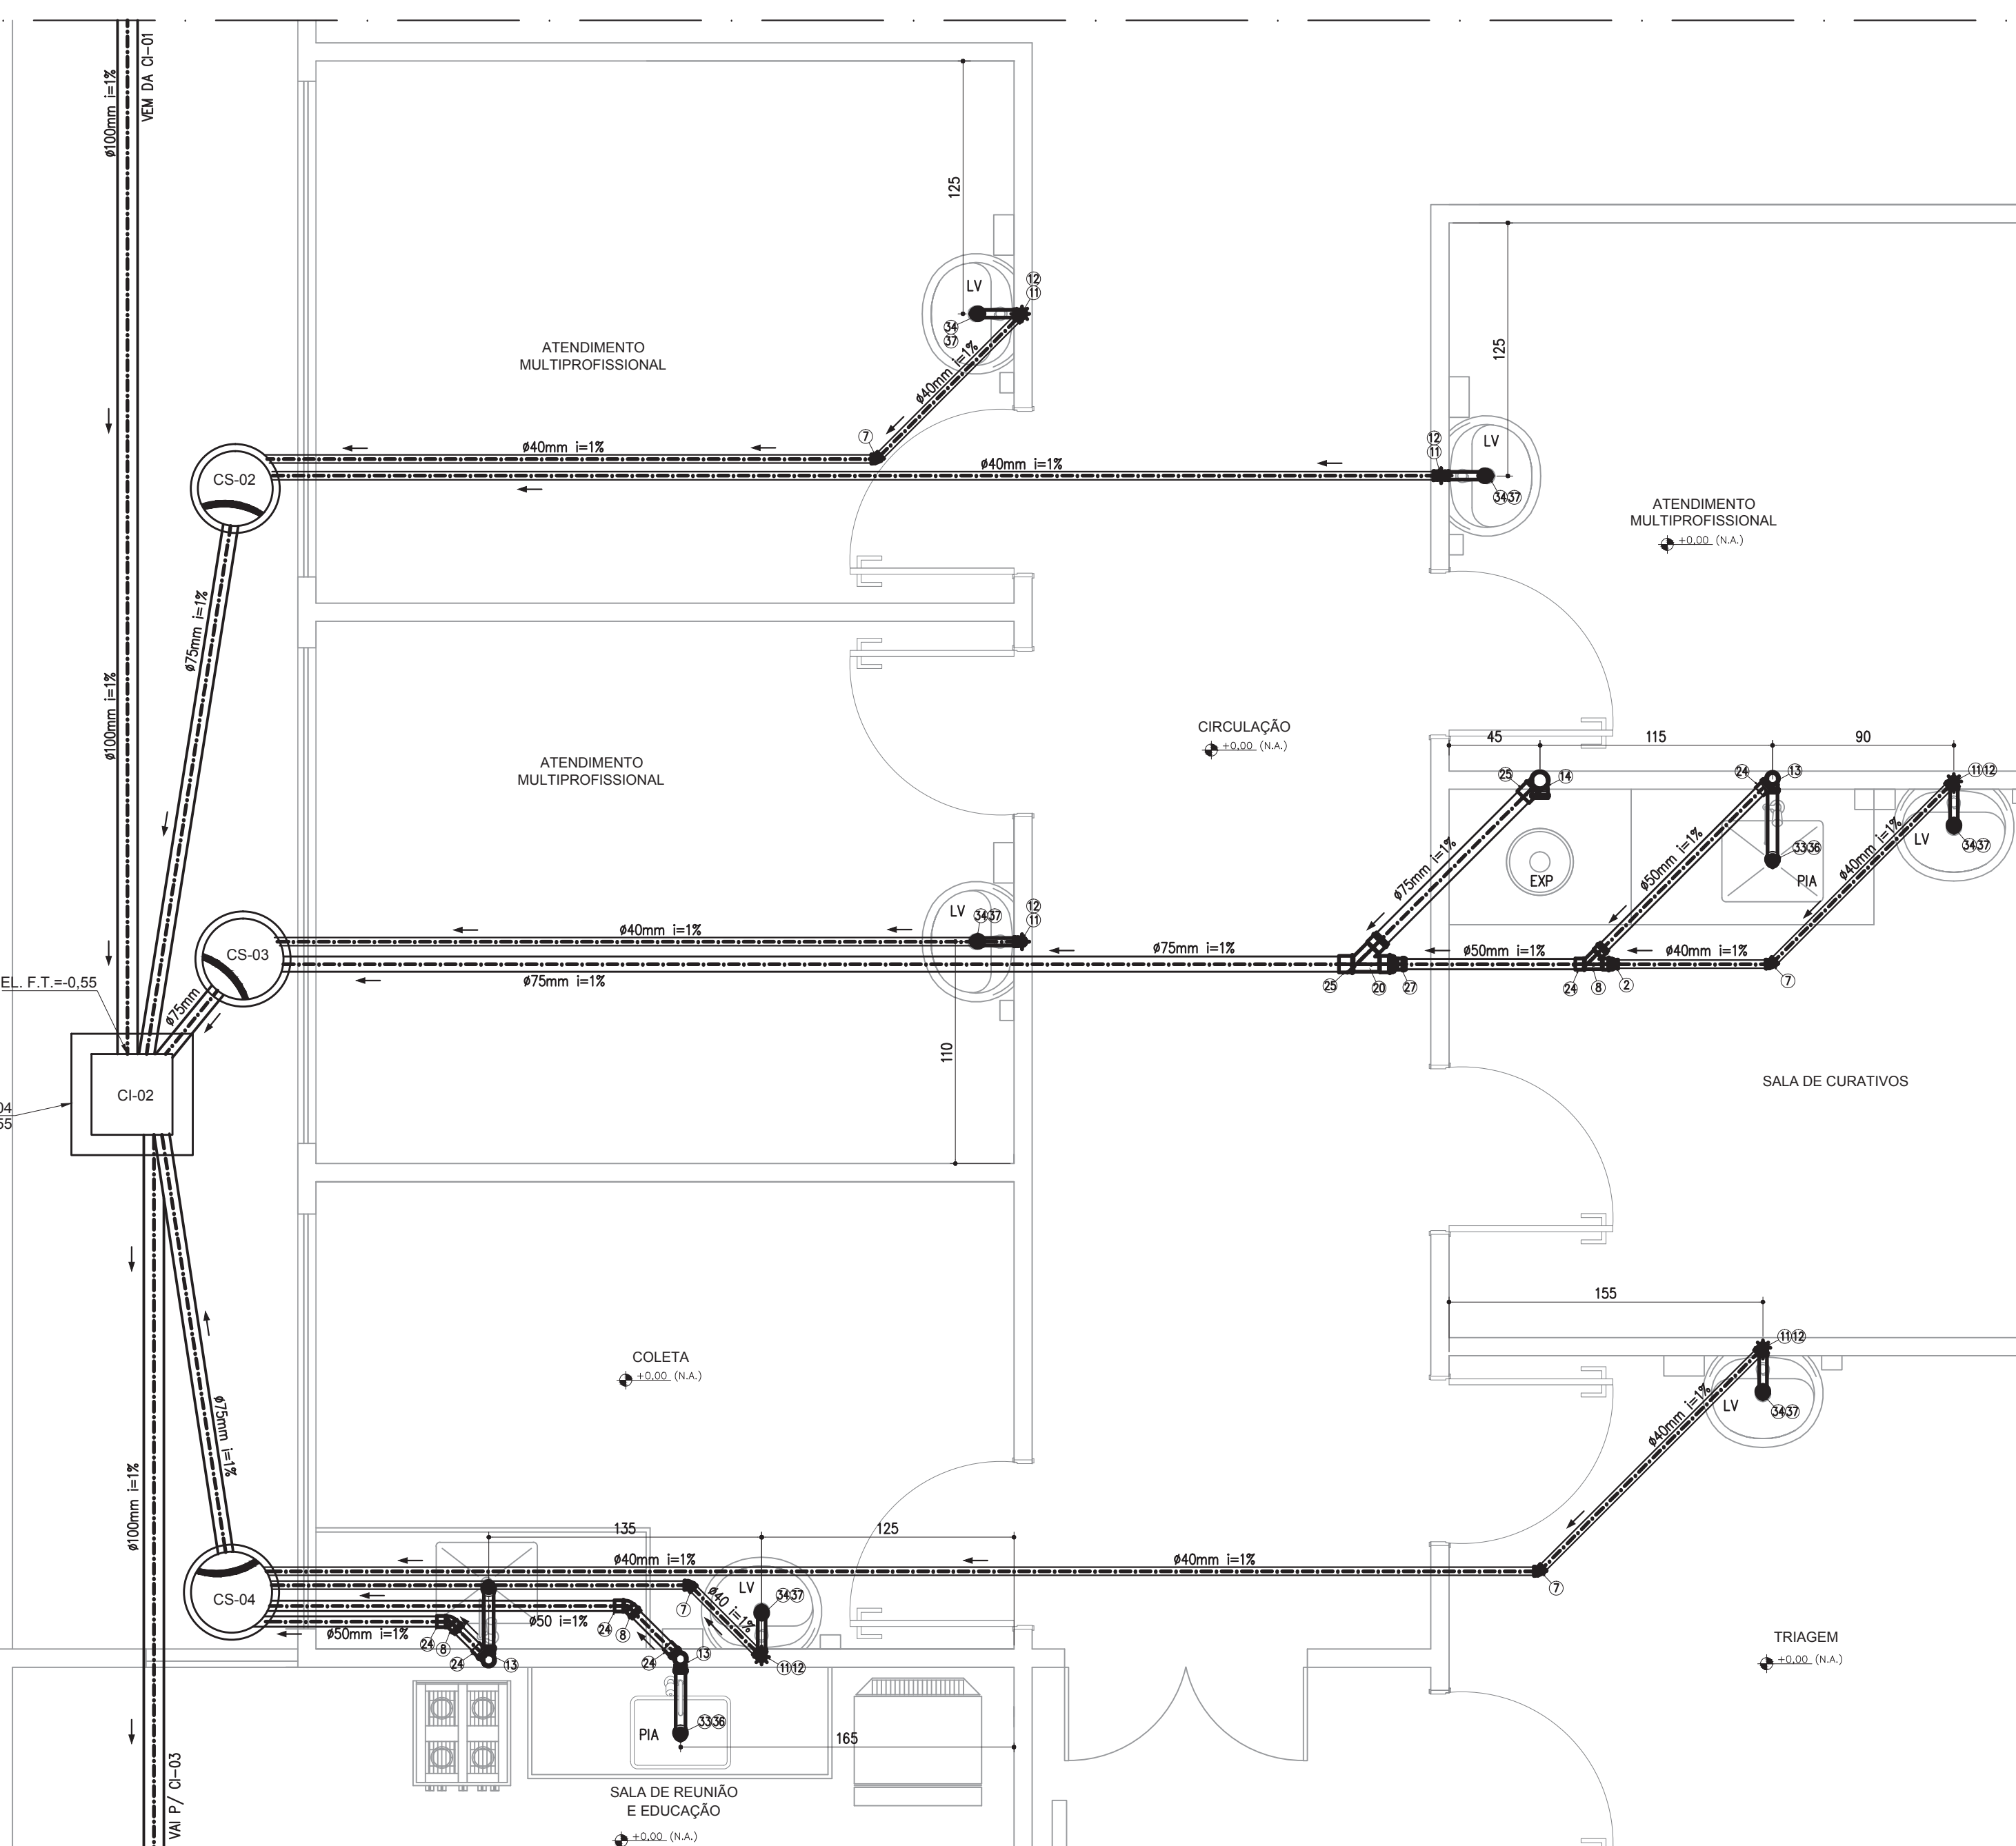 VEM DA CI-01
ø100mm i=1%
125
LV
12
11
34
37
ø40mm i=1%
ATENDIMENTO
MULTIPROFISSIONAL
125
7
ø40mm i=1%
ø40mm i=1%
12
11
LV
34 37
CS-02
ATENDIMENTO
MULTIPROFISSIONAL
+0,00 (N.A.)
ø75mm i=1%
ø100mm i=1%
CIRCULAÇÃO
+0,00 (N.A.)
ATENDIMENTO
MULTIPROFISSIONAL
45
115
90
25
14
24
13
11 12
ø75mm i=1%
ø50mm i=1%
ø40mm i=1%
EXP
33 36
PIA
LV
34 37
LV
34 37
12
11
CS-03
ø40mm i=1%
ø75mm i=1%
ø75mm i=1%
ø50mm i=1%
ø40mm i=1%
25
20
27
24
8
2
7
EL. F.T.=-0,55
ø75mm
110
CI-02
04
55
SALA DE CURATIVOS
155
11 12
LV
34 37
ø40mm i=1%
COLETA
+0,00 (N.A.)
ø75mm i=1%
ø100mm i=1%
135
125
ø40mm i=1%
ø40mm i=1%
7
CS-04
LV
34 37
7
ø40 i=1%
ø50 i=1%
ø50mm i=1%
24
8
24
13
24
8
24
13
11 12
TRIAGEM
+0,00 (N.A.)
PIA
33 36
165
VAI P/ CI-03
SALA DE REUNIÃO
E EDUCAÇÃO
+0,00 (N.A.)